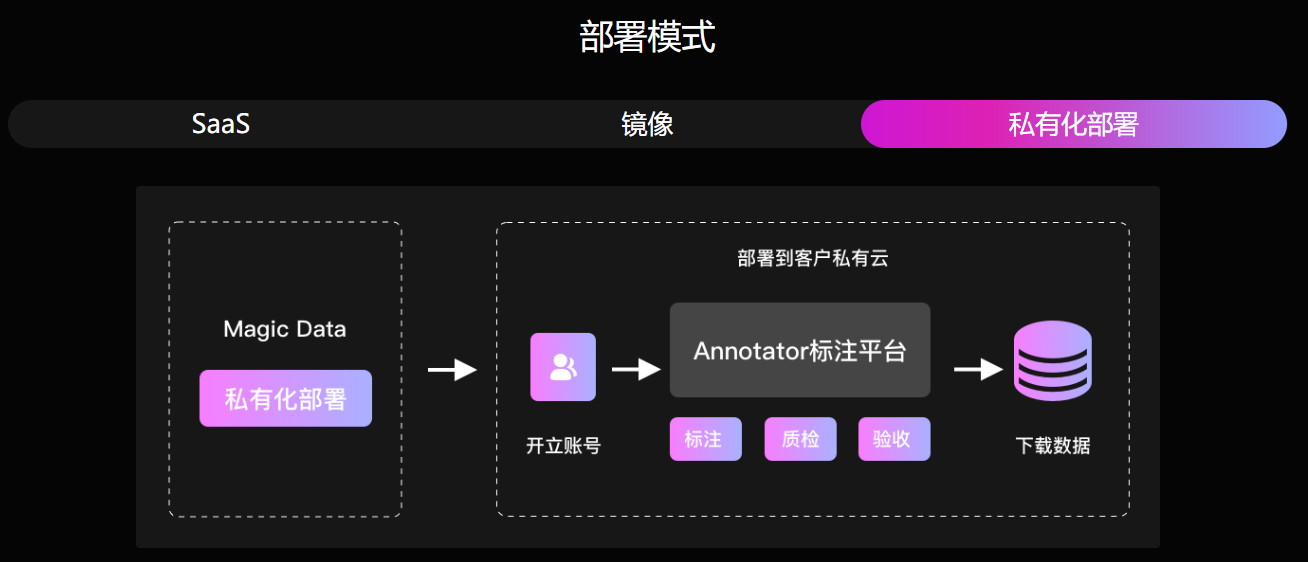 部署模式
SaaS
镜像
私有化部署
Magic Data
私有化部署
部署到客户私有云
Annotator标注平台
标注
质检
验收
开立账号
下载数据